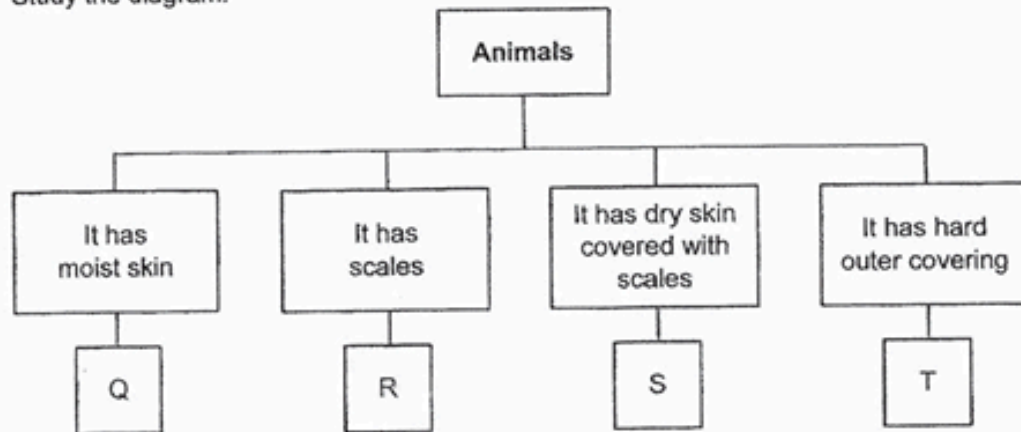 Study the diagram.
Animals
It has
moist skin
It has
scales
It has dry skin
covered with
scales
It has hard
outer covering
Q
R
S
T